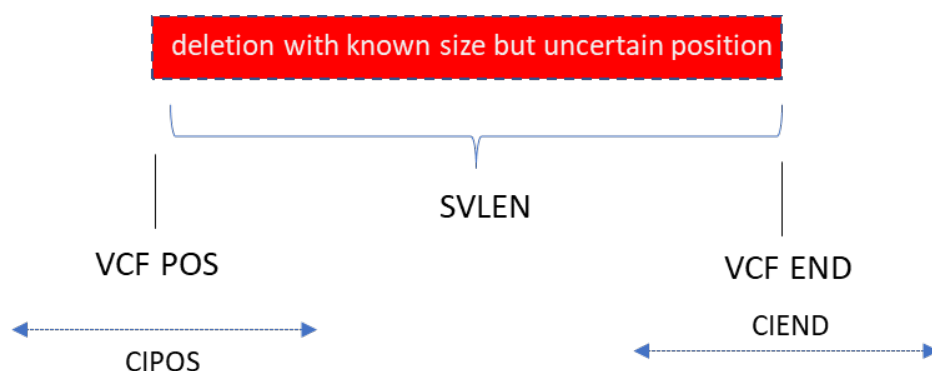 deletion with known size but uncertain position
SVLEN
VCF POS
VCF END
CIPOS
CIEND